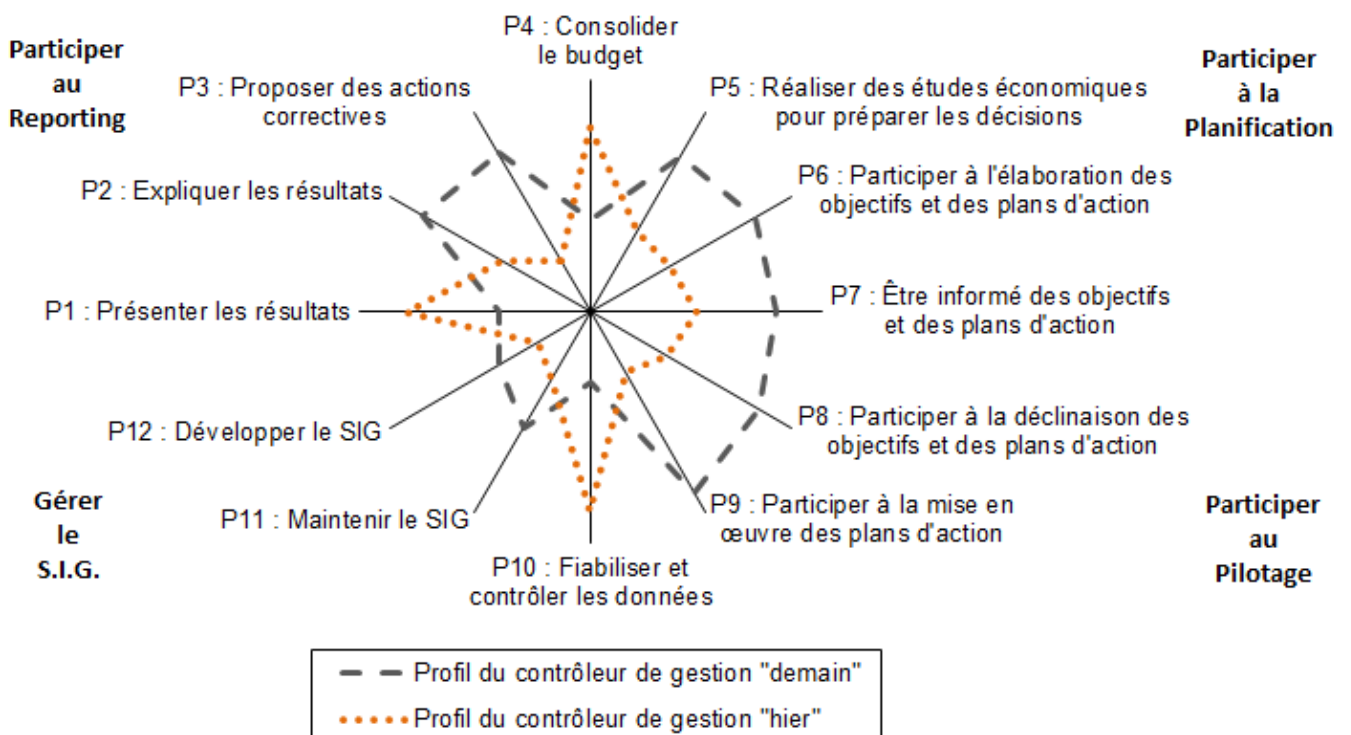 P4 : Consolider
le budget
Participer
au
Reporting
P3 : Proposer des actions
correctives
P5 : Réaliser des études économiques
pour préparer les décisions
Participer
à la
Planification
P2 : Expliquer les résultats
P6 : Participer à l'élaboration des
objectifs et des plans d'action
P1 : Présenter les résultats
P7 : Être informé des objectifs
et des plans d'action
P12 : Développer le SIG
P8 : Participer à la déclinaison des
objectifs et des plans d'action
Gérer
le
S.I.G.
P11 : Maintenir le SIG
P9 : Participer à la mise en
œuvre des plans d'action
Participer
au
Pilotage
P10 : Fiabiliser et
contrôler les données
Profil du contrôleur de gestion "demain"
Profil du contrôleur de gestion "hier"